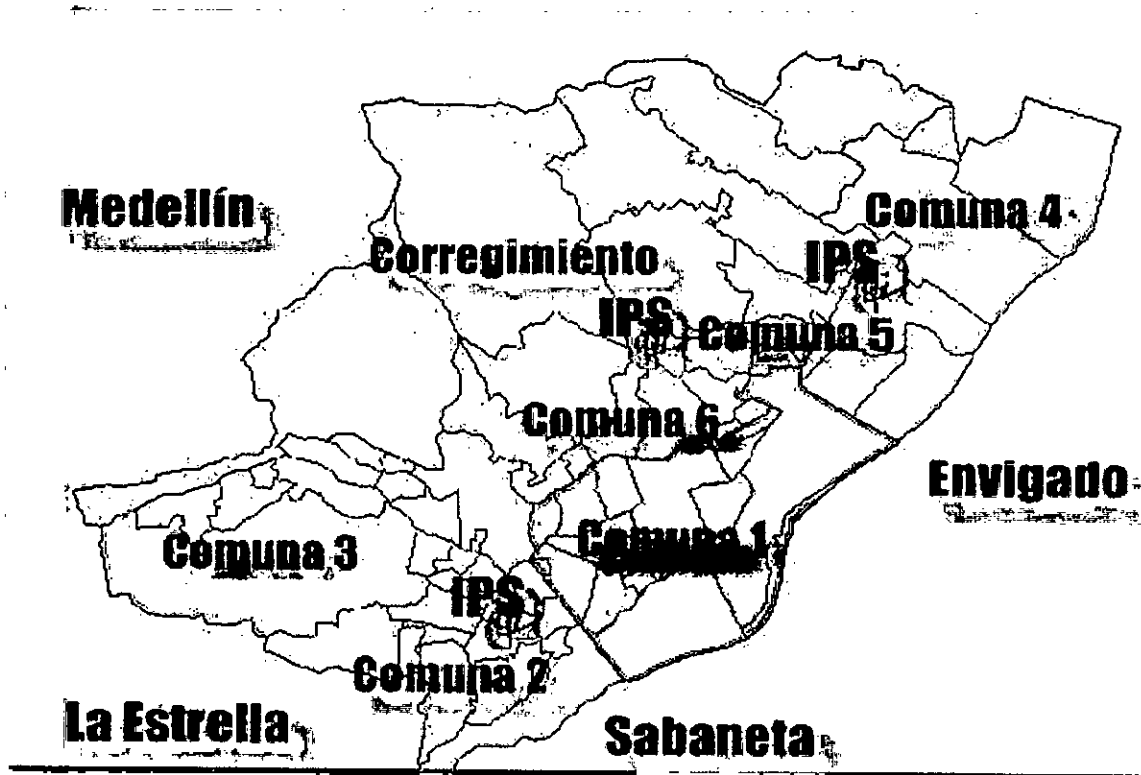 Medellín
Comuna 4
Corregimiento
IPS
IPS
Comuna 5
Comuna 6
Envigado
Comuna 1
Comuna 3
IPS
Comuna 2
La Estrella
Sabaneta